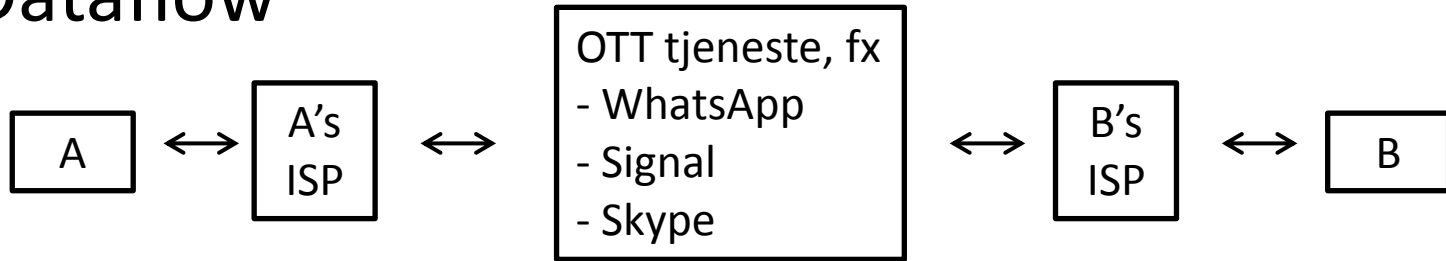 Dataflow
A
A's
ISP
OTT tjeneste, fx
- WhatsApp
- Signal
- Skype
B's
ISP
B